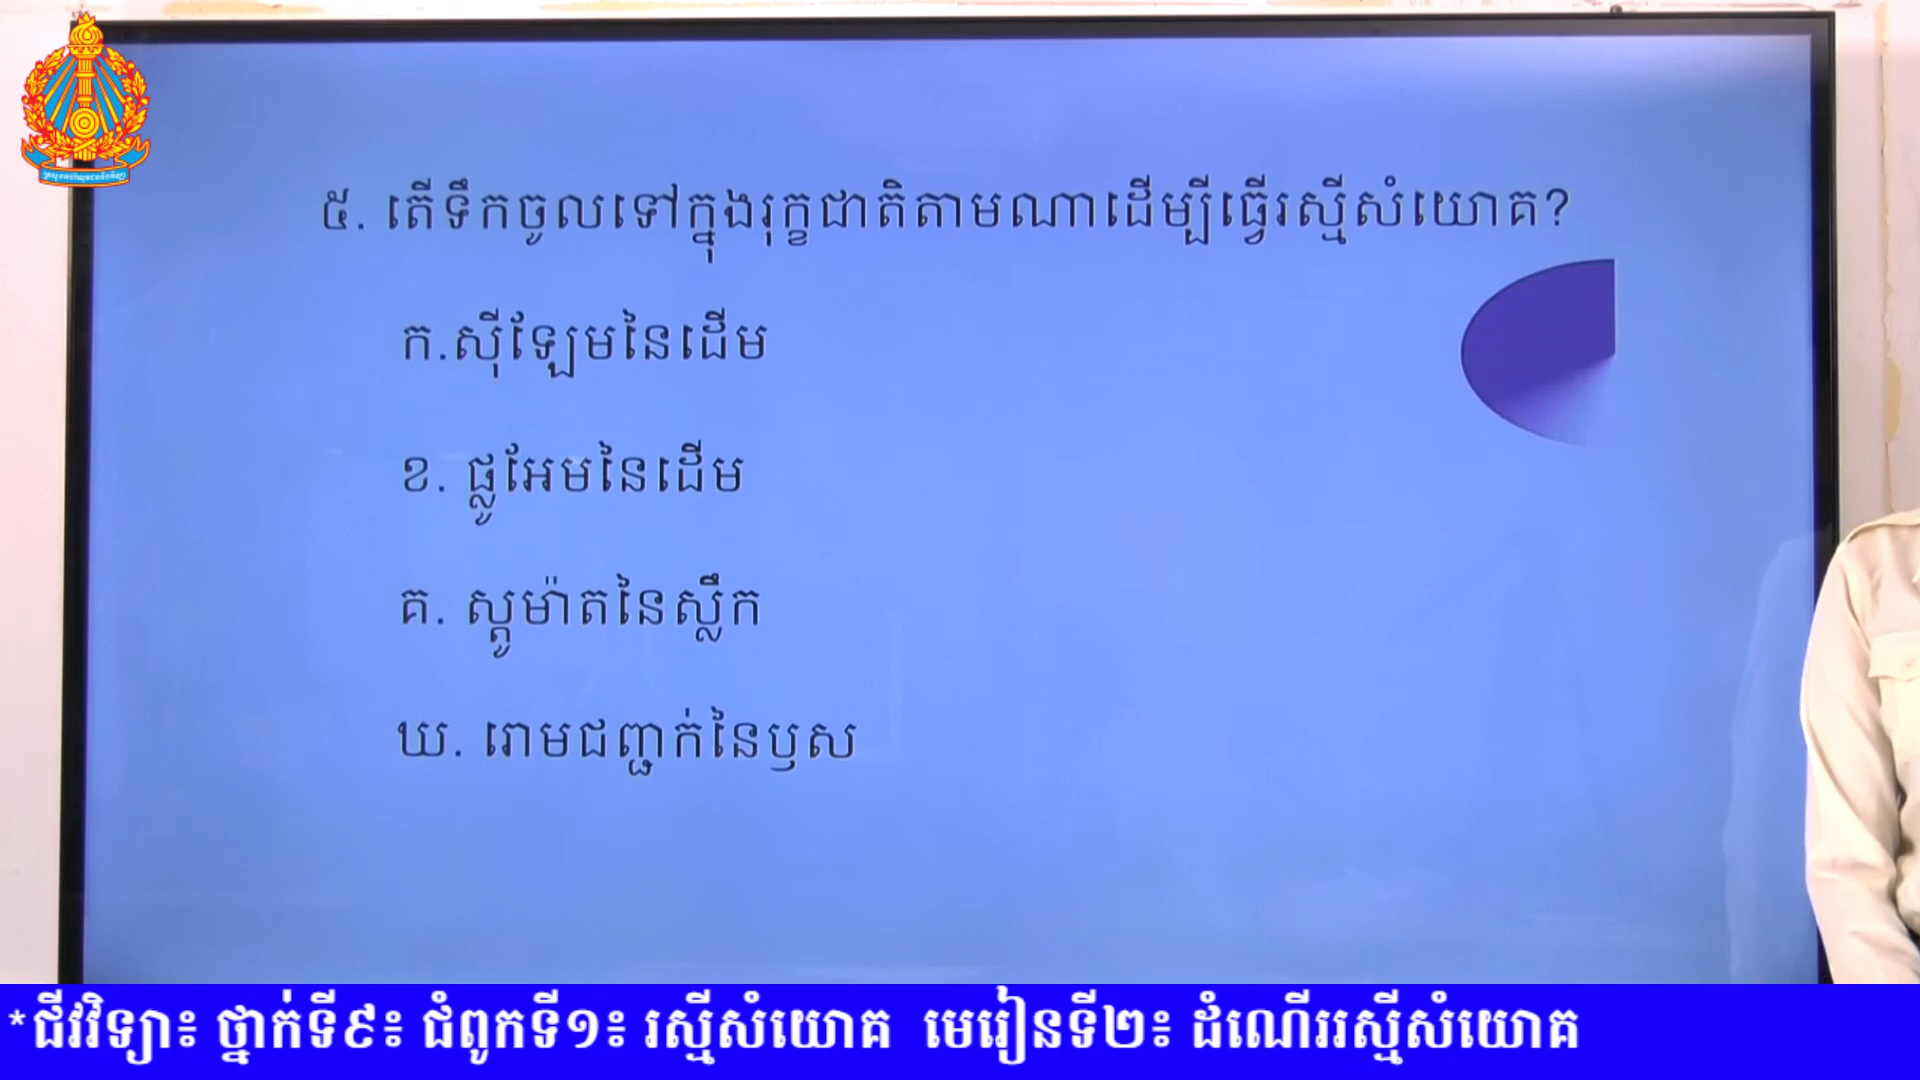 ៥. តើទឹកចូលទៅក្នុងរុក្ខជាតិតាមណាដើម្បីធ្វើរស្មីសំយោគ?
ក.ស៊ីឡែមនៃដើម
ខ. ផ្លូអែមនៃដើម
គ. ស្តូម៉ាតនៃស្លឹក
ឃ. រោមជញ្ជក់នៃឫស
*ជីវវិទ្យា៖ ថ្នាក់ទី៩៖ ជំពូកទី១៖ រស្មីសំយោគ មេរៀនទី២៖ ដំណើររស្មីសំយោគ